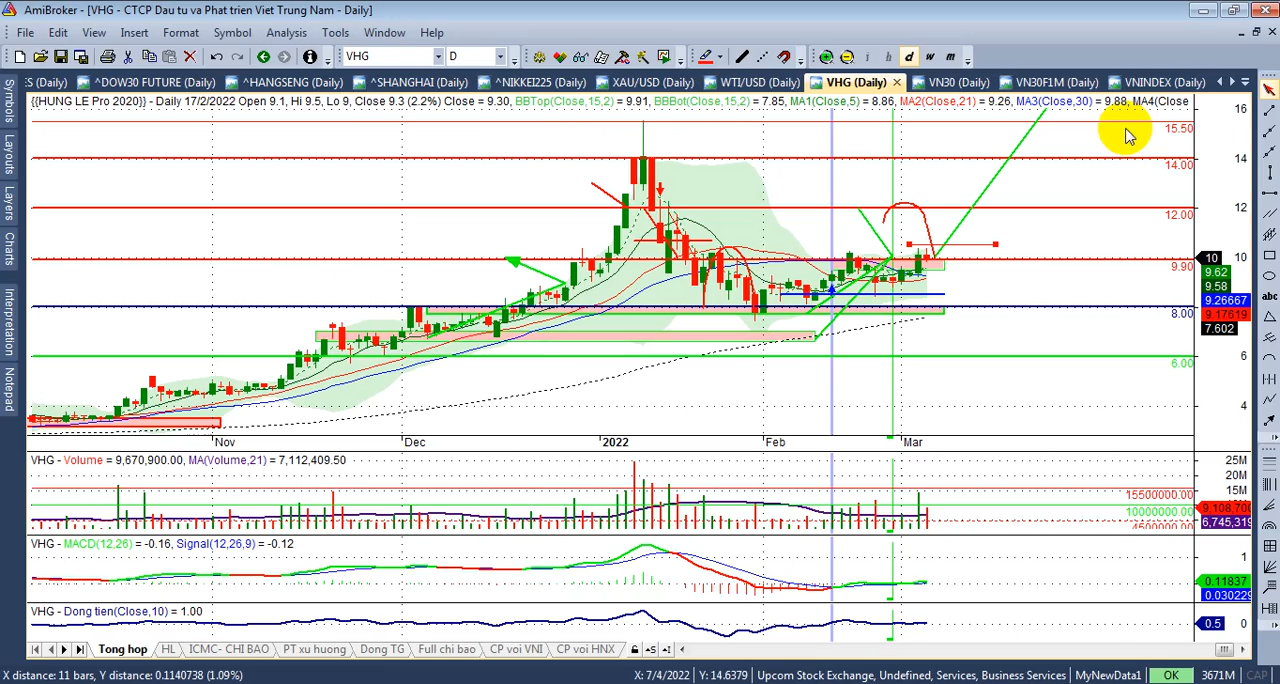 AmiBroker - [VHG - CTCP Dau tu va Phat trien Viet Trung Nam - Daily]
File Edit View Insert Format Symbol Analysis Tools Window Help
VHG D i h d w m
ES (Daily) ^DOW30 FUTURE (Daily) ^HANGSENG (Daily) ^SHANGHAI (Daily) ^NIKKEI225 (Daily) XAU/USD (Daily) WTI/USD (Daily) VHG (Daily) VN30 (Daily) VN30F1M (Daily) VNINDEX (Daily)
{{HUNG LE Pro 2020}} - Daily 17/2/2022 Open 9.1, Hi 9.5, Lo 9, Close 9.3 (2.2%) Close = 9.30, BBTop(Close,15,2) = 9.91, BBBot(Close,15,2) = 7.85, MA1(Close,5) = 8.86, MA2(Close,21) = 9.26, MA3(Close,30) = 9.88, MA4(Close
Symbols
Layouts
Layers
Charts
Interpretation
Notepad
16
15.50
14
14.00
12
12.00
10
10
9.90
9.62
9.58
9.26667
9.17619
8.00
7.602
6
6.00
4
Nov Dec 2022 Feb Mar
VHG - Volume = 9,670,900.00, MA(Volume,21) = 7,112,409.50
25M
20M
15M
15500000.00
10000000.00
9,108,700
6,745,319
4500000.00
VHG - MACD(12,26) = -0.16, Signal(12,26,9) = -0.12
1
0.11837
0.030229
VHG - Dong tien(Close,10) = 1.00
0.5 0
Tong hop HL ICMC- CHI BAO PT xu huong Dong TG Full chi bao CP voi VNI CP voi HNX
X distance: 11 bars, Y distance: 0.1140738 (1.09%) X: 7/4/2022 Y: 14.6379 Upcom Stock Exchange, Undefined, Services, Business Services MyNewData1 OK 3671M CAP
abc